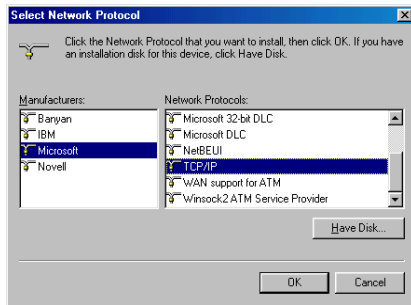 Select Network Protocol
Click the Network Protocol that you want to install, then click OK. If you have
an installation disk for this device, click Have Disk.
Manufacturers:
Banyan
IBM
Microsoft
Novell
Network Protocols:
Microsoft 32-bit DLC
Microsoft DLC
NetBEUI
TCP/IP
WAN support for ATM
Winsock2 ATM Service Provider
Have Disk...
OK
Cancel